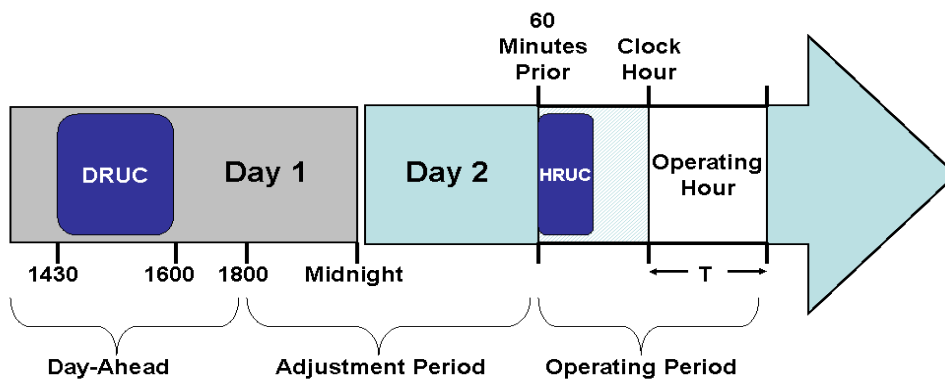 60
Minutes
Prior
Clock
Hour
DRUC
Day 1
Day 2
HRUC
Operating
Hour
1430
1600
1800
Midnight
T
Day-Ahead
Adjustment Period
Operating Period